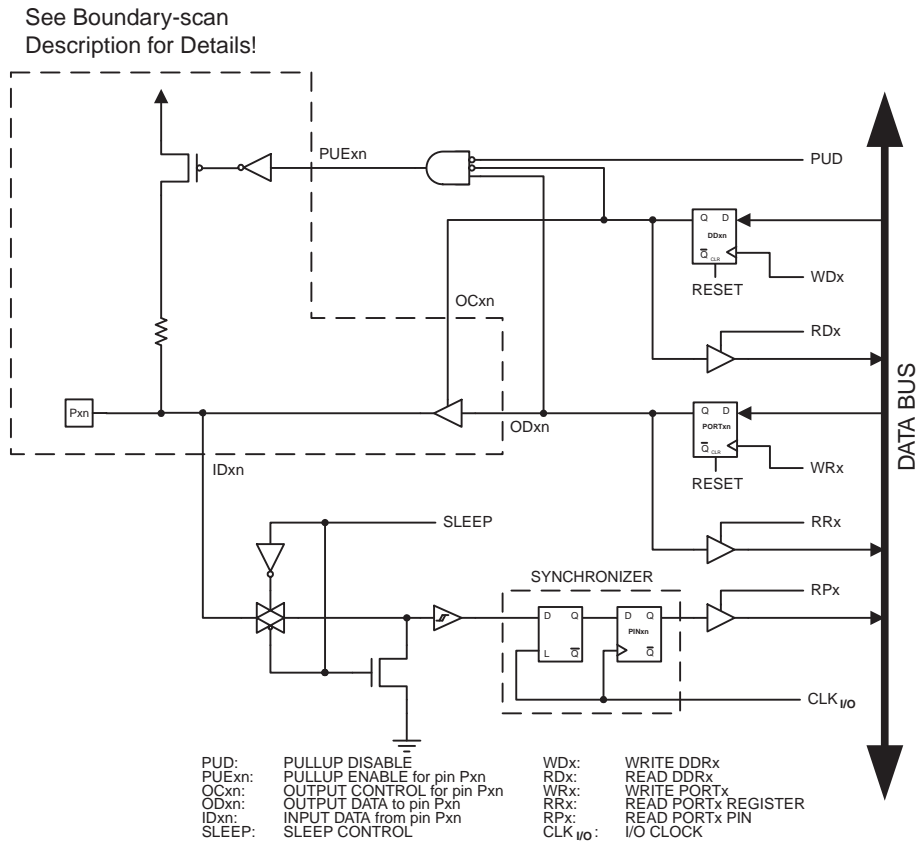 See Boundary-scan
Description for Details!
PUExn
PUD
Q D
DDxn
Q CLR
WDx
RESET
OCxn
RDx
Pxn
ODxn
Q D
PORTxn
Q CLR
WRx
RESET
IDxn
SLEEP
RRx
SYNCHRONIZER
RPx
D Q
L Q
D Q
PINxn
Q
CLK I/O
DATA BUS
PUD: PULLUP DISABLE
PUExn: PULLUP ENABLE for pin Pxn
OCxn: OUTPUT CONTROL for pin Pxn
ODxn: OUTPUT DATA to pin Pxn
IDxn: INPUT DATA from pin Pxn
SLEEP: SLEEP CONTROL
WDx: WRITE DDRx
RDx: READ DDRx
WRx: WRITE PORTx
RRx: READ PORTx REGISTER
RPx: READ PORTx PIN
CLK I/O: I/O CLOCK